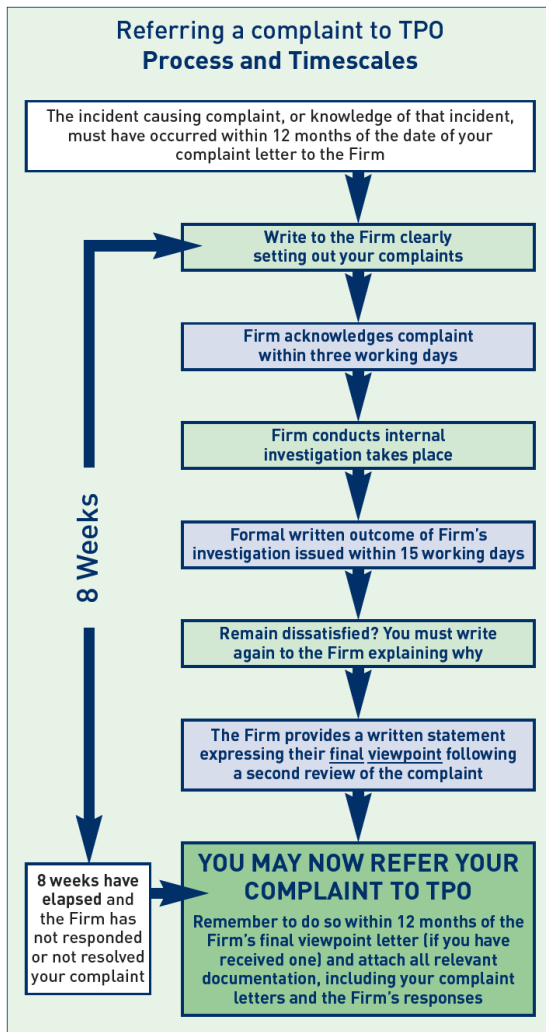 Referring a complaint to TPO
Process and Timescales
The incident causing complaint, or knowledge of that incident,
must have occurred within 12 months of the date of your
complaint letter to the Firm
Write to the Firm clearly
setting out your complaints
Firm acknowledges complaint
within three working days
Firm conducts internal
investigation takes place
Formal written outcome of Firm's
investigation issued within 15 working days
Remain dissatisfied? You must write
again to the Firm explaining why
The Firm provides a written statement
expressing their final viewpoint following
a second review of the complaint
8 Weeks
8 weeks have
elapsed and
the Firm has
not responded
or not resolved
your complaint
YOU MAY NOW REFER YOUR
COMPLAINT TO TPO
Remember to do so within 12 months of the
Firm's final viewpoint letter (if you have
received one) and attach all relevant
documentation, including your complaint
letters and the Firm's responses